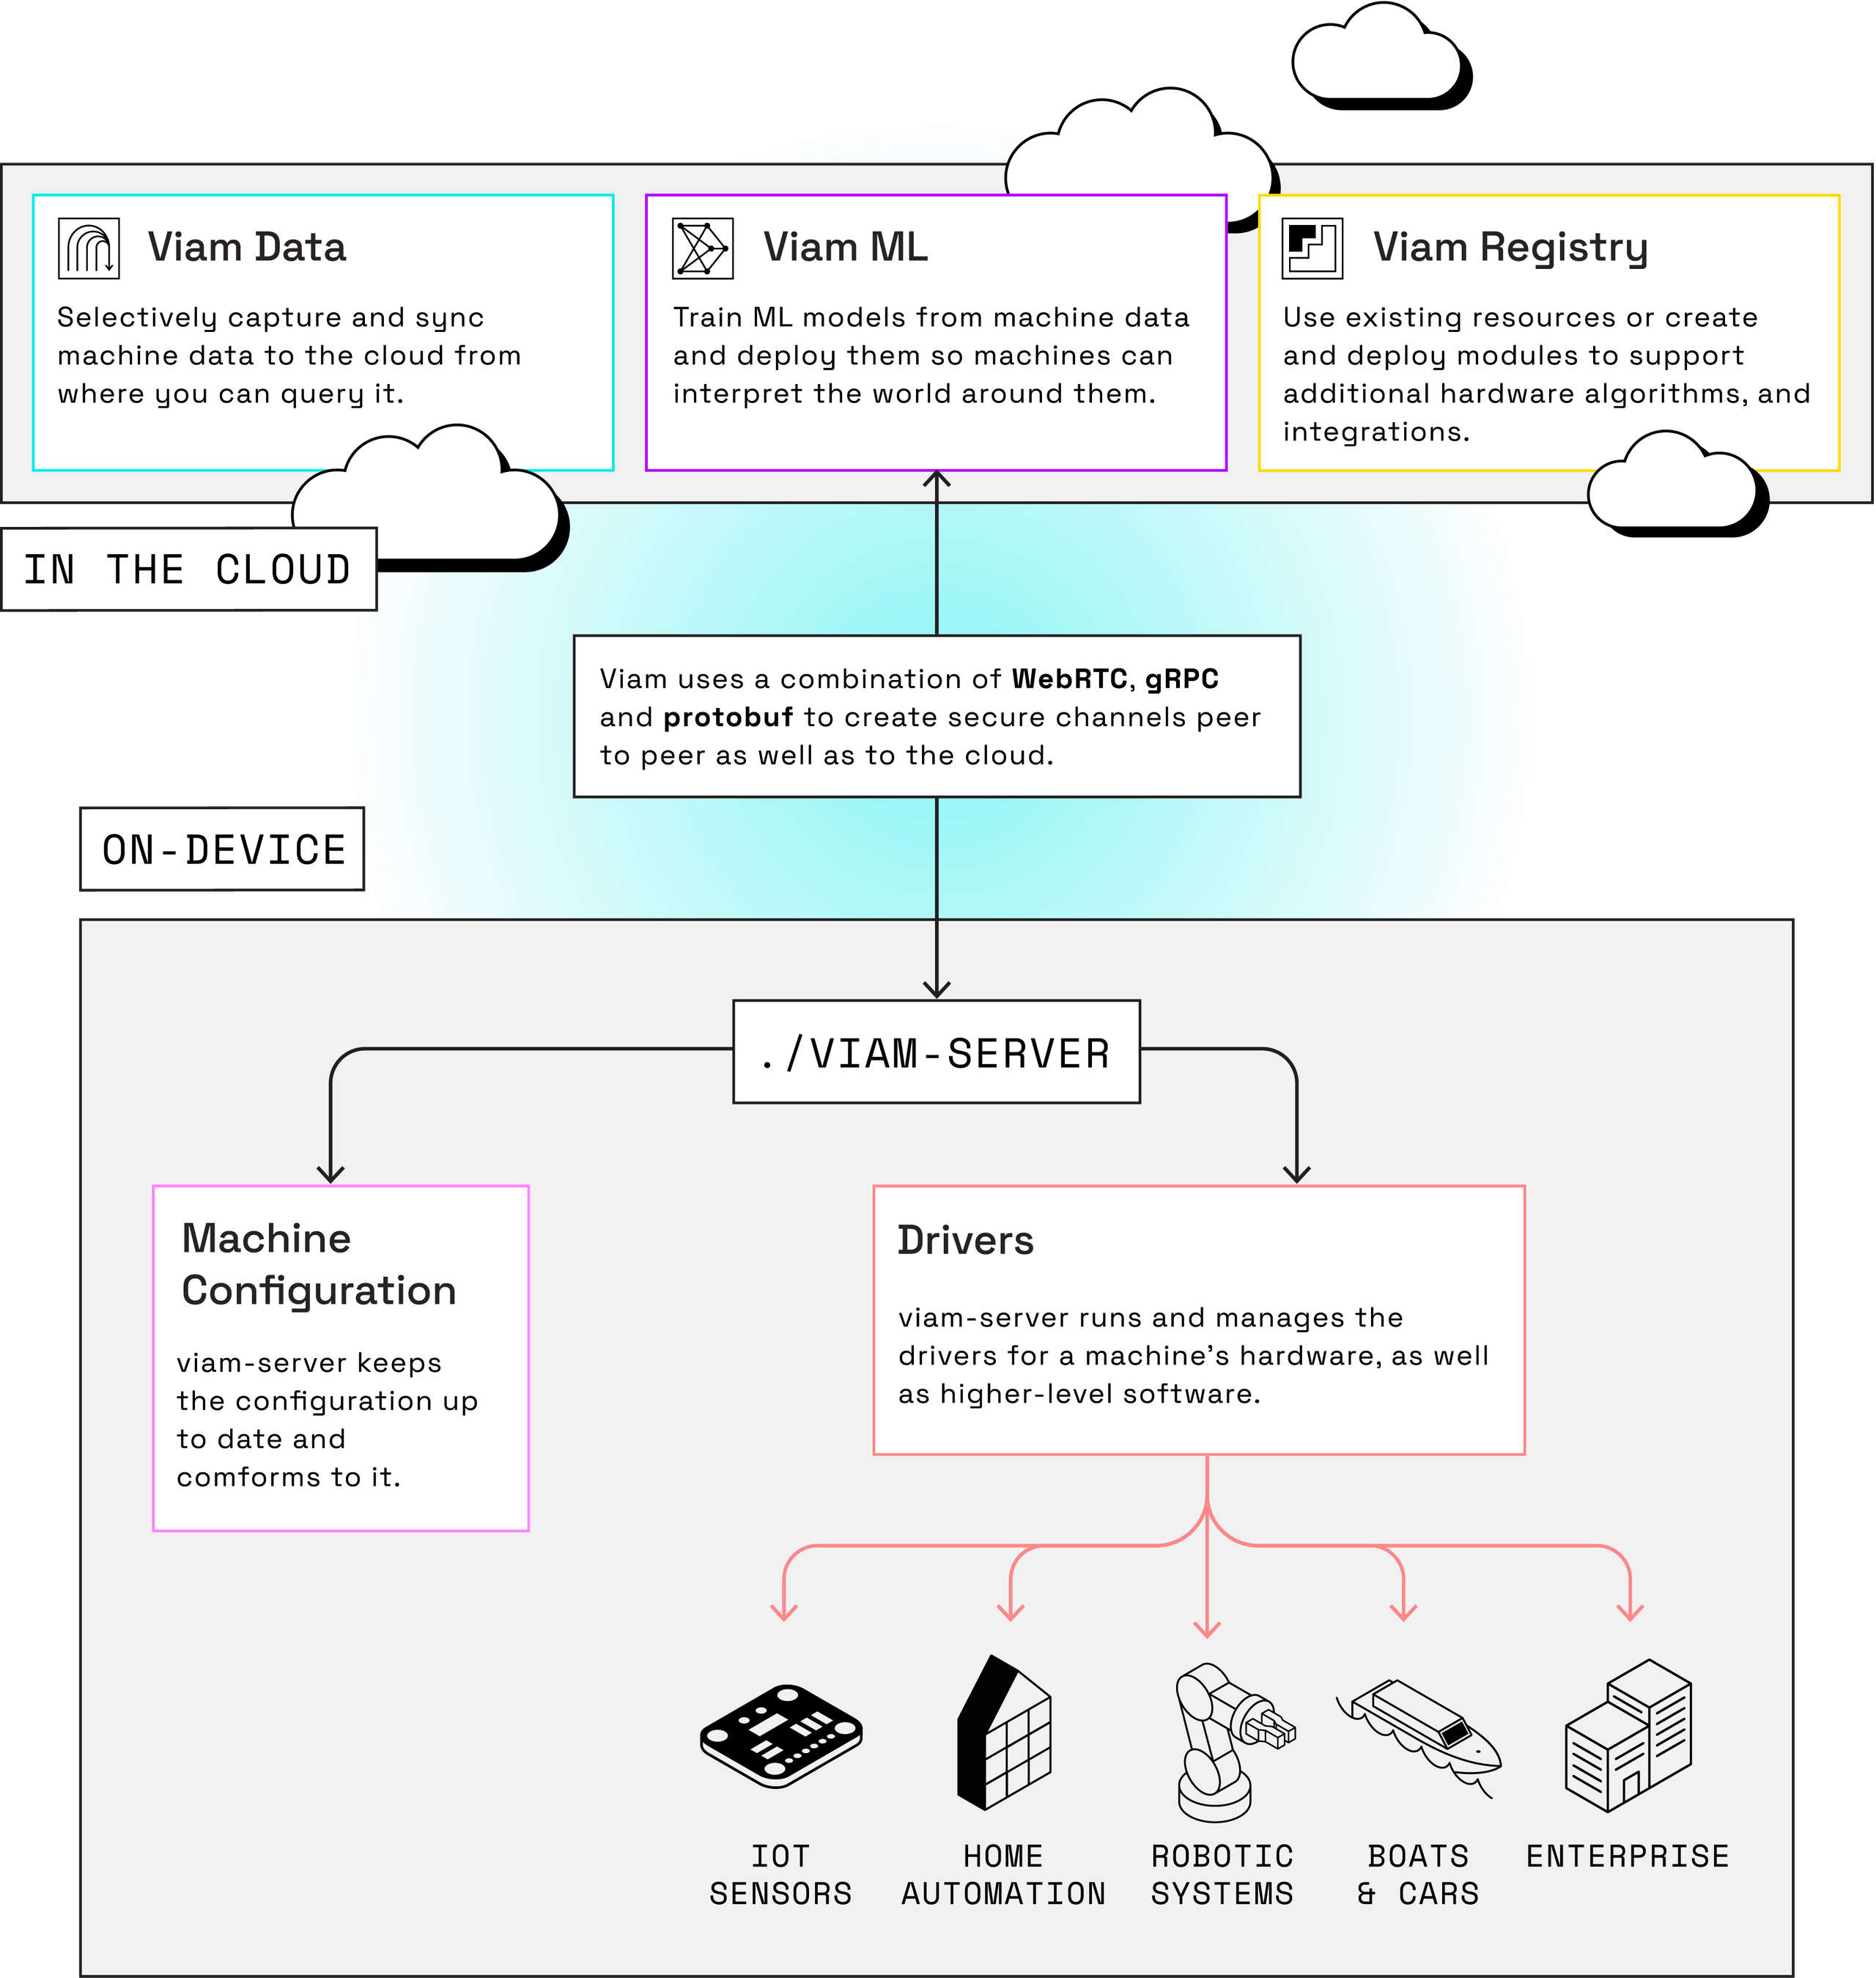 Viam Data
Selectively capture and sync
machine data to the cloud from
where you can query it.
Viam ML
Train ML models from machine data
and deploy them so machines can
interpret the world around them.
Viam Registry
Use existing resources or create
and deploy modules to support
additional hardware algorithms, and
integrations.
IN THE CLOUD
Viam uses a combination of WebRTC, gRPC
and protobuf to create secure channels peer
to peer as well as to the cloud.
ON-DEVICE
./VIAM-SERVER
Machine
Configuration
viam-server keeps
the configuration up
to date and
comforms to it.
Drivers
viam-server runs and manages the
drivers for a machine’s hardware, as well
as higher-level software.
IOT
SENSORS
HOME
AUTOMATION
ROBOTIC
SYSTEMS
BOATS
& CARS
ENTERPRISE